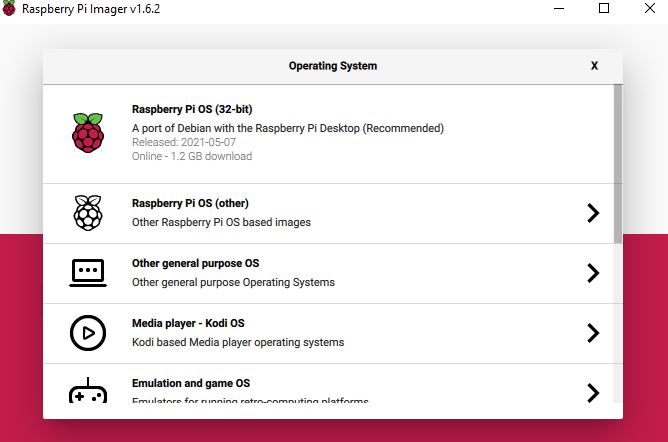 Raspberry Pi Imager v1.6.2
Operating System
X
Raspberry Pi OS (32-bit)
A port of Debian with the Raspberry Pi Desktop (Recommended)
Released: 2021-05-07
Online - 1.2 GB download
Raspberry Pi OS (other)
Other Raspberry Pi OS based images
Other general purpose OS
Other general purpose Operating Systems
Media player - Kodi OS
Kodi based Media player operating systems
Emulation and game OS
Emulators for running retro-computing platforms